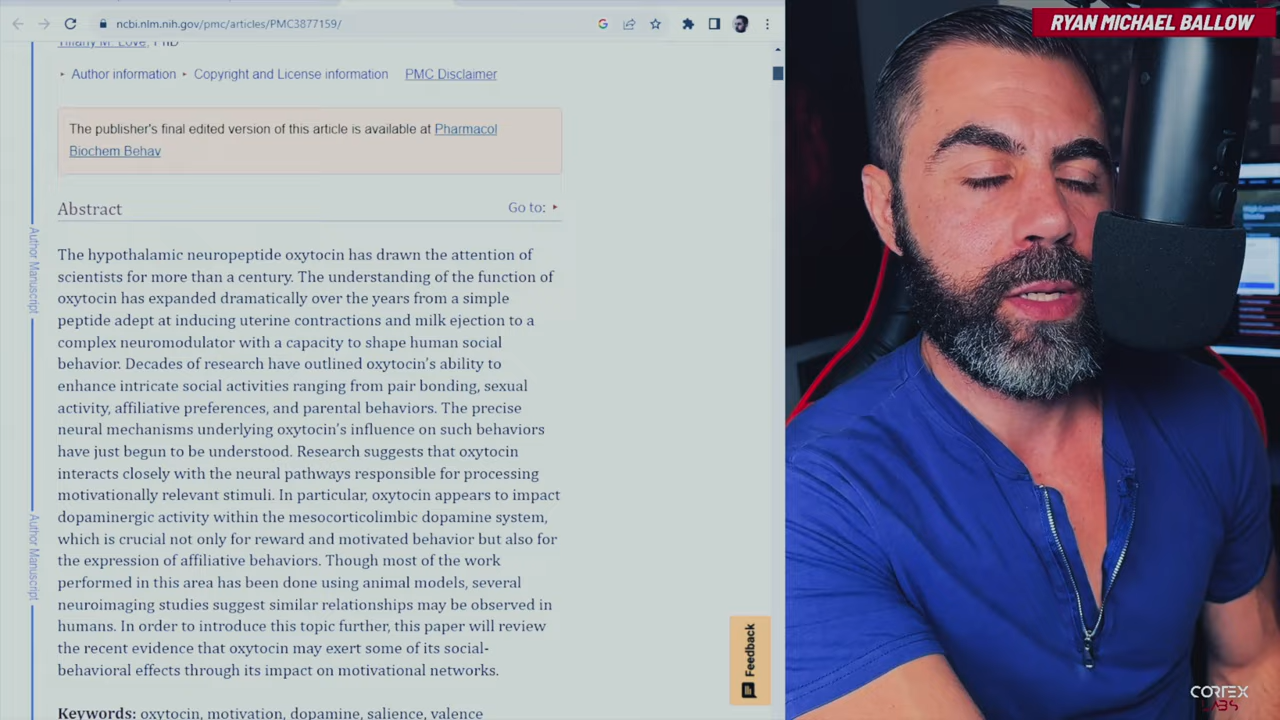 ncbi.nlm.nih.gov/pmc/articles/PMC3877159/
RYAN MICHAEL BALLOW
Tiffany M. Love, PhD
Author information Copyright and License information PMC Disclaimer
The publisher's final edited version of this article is available at Pharmacol
Biochem Behav
Abstract
Go to:
The hypothalamic neuropeptide oxytocin has drawn the attention of
scientists for more than a century. The understanding of the function of
oxytocin has expanded dramatically over the years from a simple
peptide adept at inducing uterine contractions and milk ejection to a
complex neuromodulator with a capacity to shape human social
behavior. Decades of research have outlined oxytocin's ability to
enhance intricate social activities ranging from pair bonding, sexual
activity, affiliative preferences, and parental behaviors. The precise
neural mechanisms underlying oxytocin's influence on such behaviors
have just begun to be understood. Research suggests that oxytocin
interacts closely with the neural pathways responsible for processing
motivationally relevant stimuli. In particular, oxytocin appears to impact
dopaminergic activity within the mesocorticolimbic dopamine system,
which is crucial not only for reward and motivated behavior but also for
the expression of affiliative behaviors. Though most of the work
performed in this area has been done using animal models, several
neuroimaging studies suggest similar relationships may be observed in
humans. In order to introduce this topic further, this paper will review
the recent evidence that oxytocin may exert some of its social-
behavioral effects through its impact on motivational networks.
Keywords: oxytocin, motivation, dopamine, salience, valence
Author Manuscript
Author Manuscript
Feedback
CORTEX
LABS